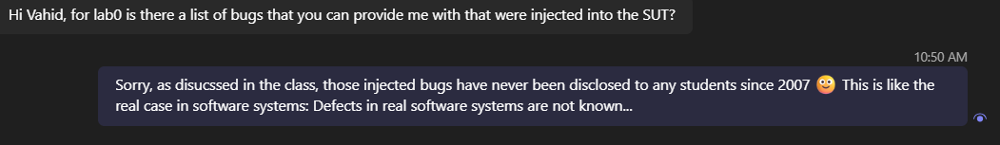 Hi Vahid, for lab0 is there a list of bugs that you can provide me with that were injected into the SUT?
10:50 AM
Sorry, as disucssed in the class, those injected bugs have never been disclosed to any students since 2007 🙂 This is like the
real case in software systems: Defects in real software systems are not known...